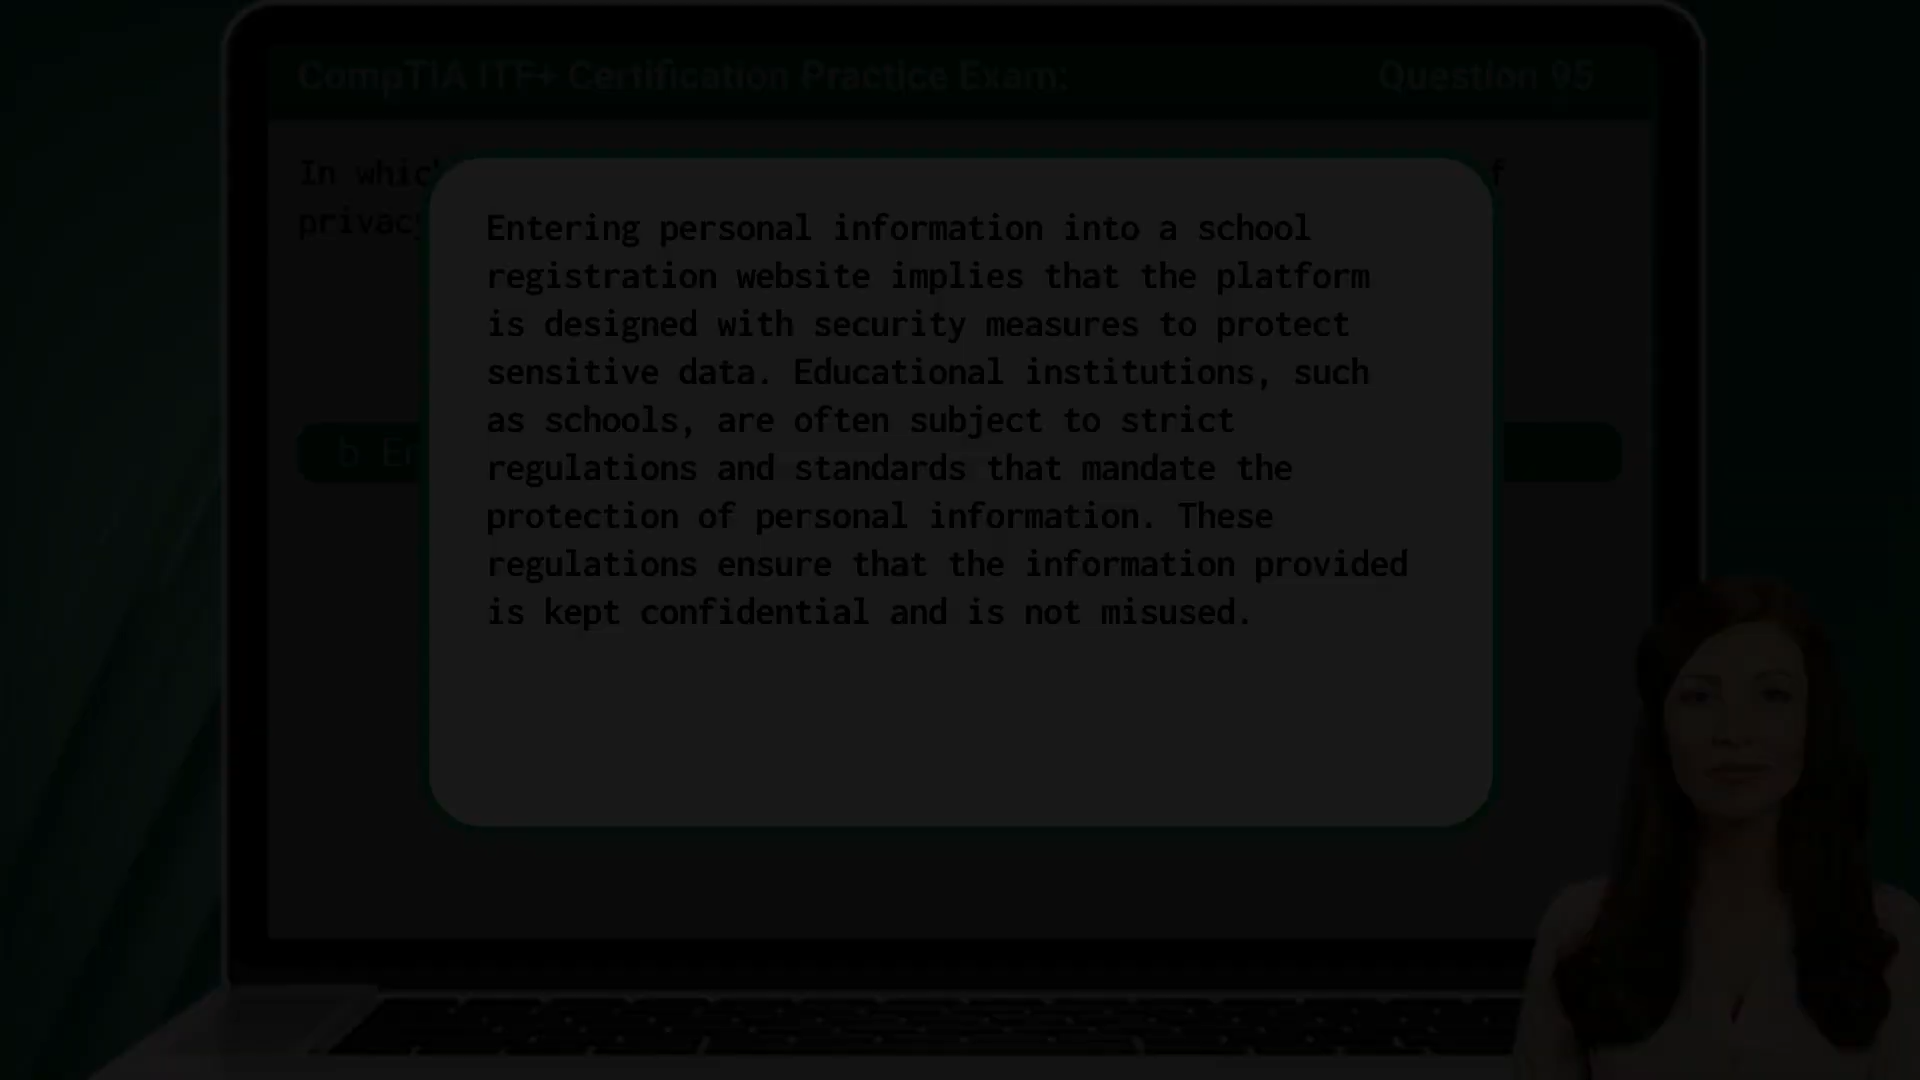 CompTIA ITF+ Certification Practice Exam:
Question 95
In
Entering personal information into a school
registration website implies that the platform
is designed with security measures to protect
sensitive data. Educational institutions, such
as schools, are often subject to strict
regulations and standards that mandate the
protection of personal information. These
regulations ensure that the information provided
is kept confidential and is not misused.
b